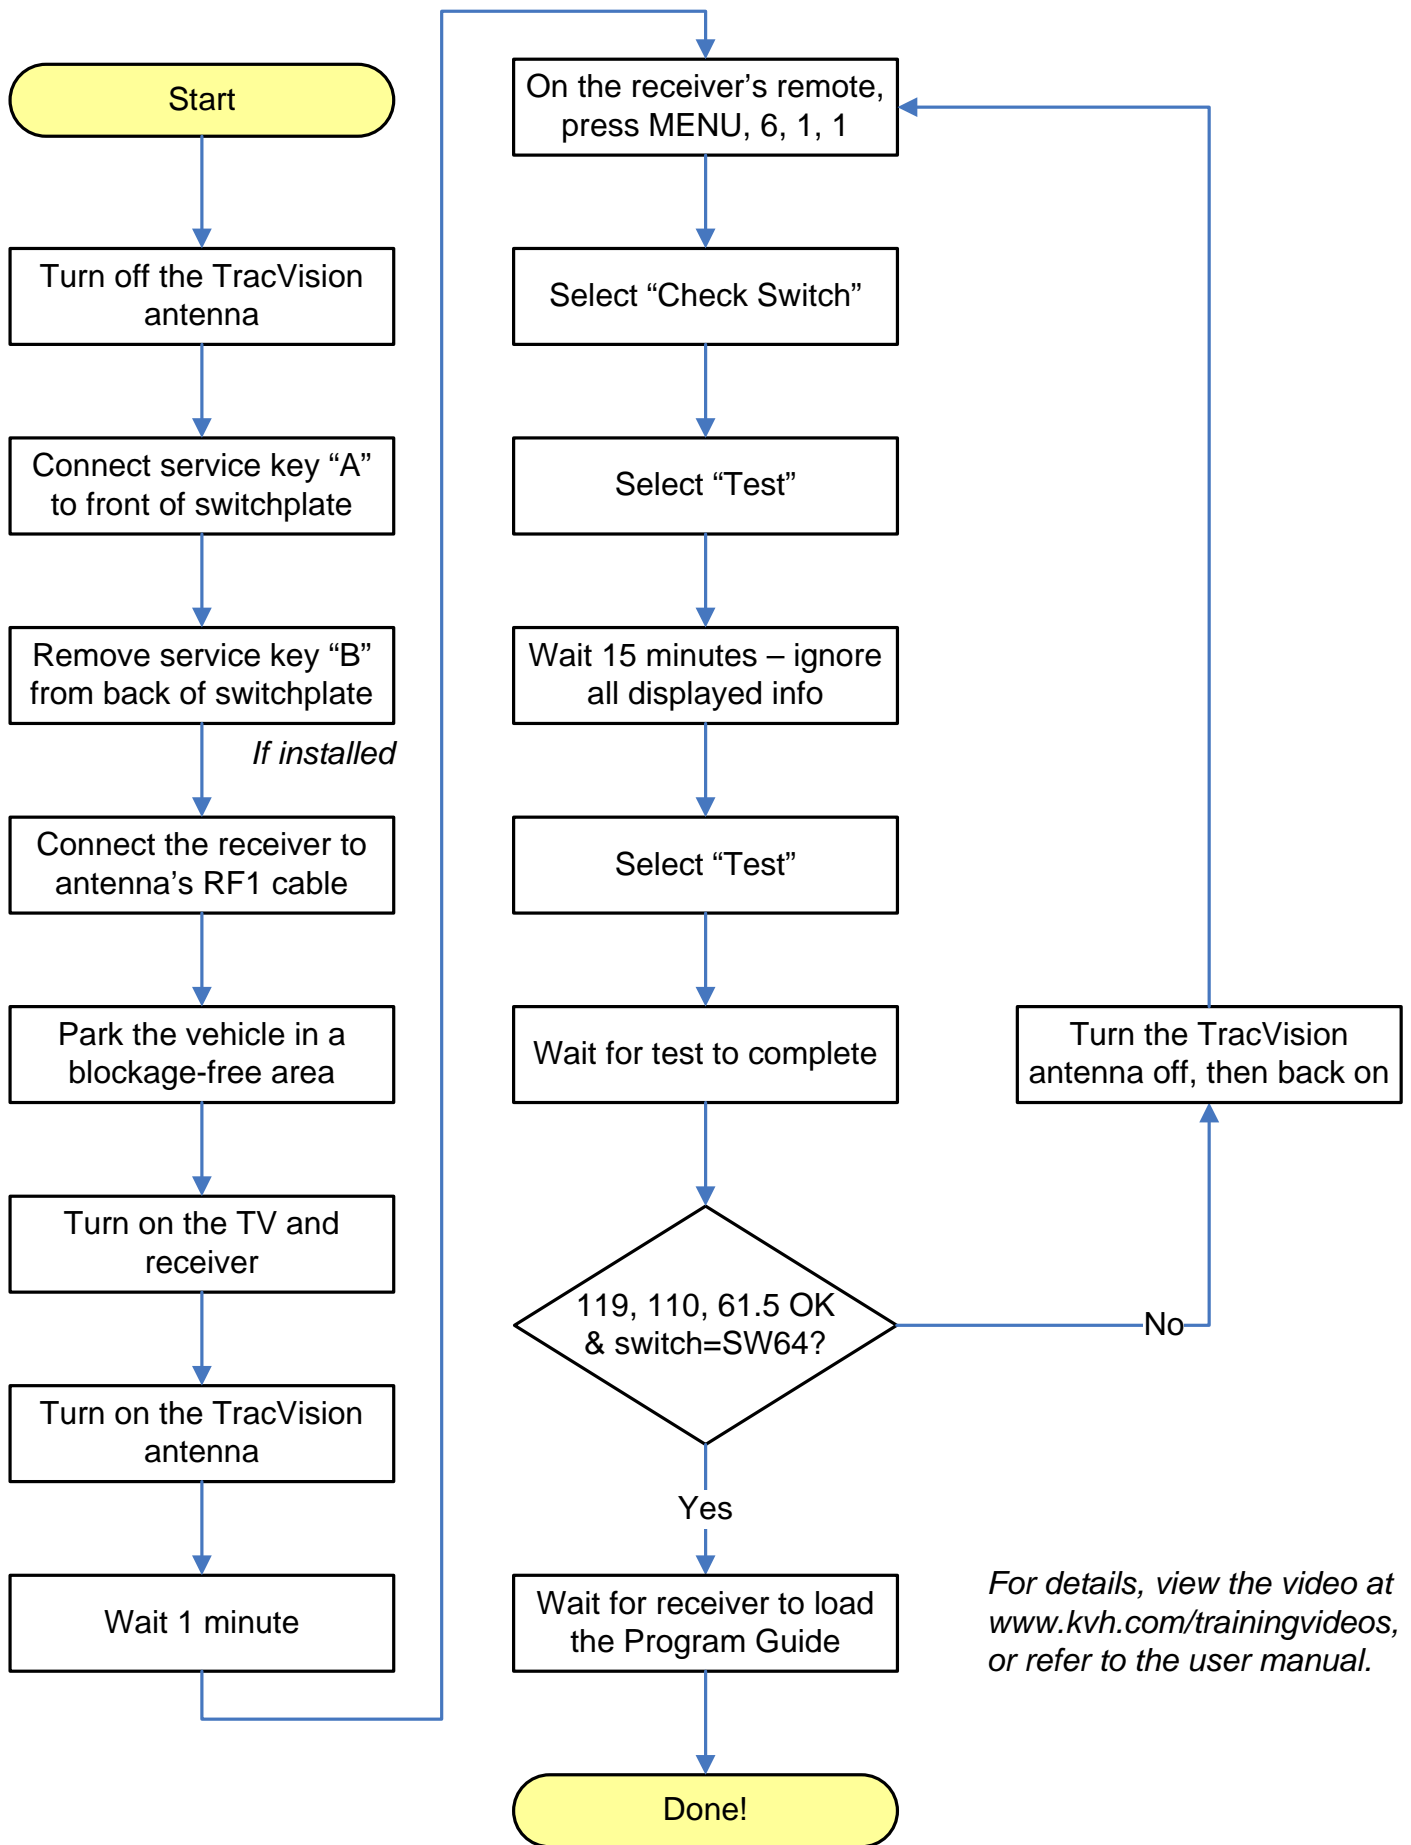 Start
Turn off the TracVision
antenna
Connect service key “A”
to front of switchplate
Remove service key “B”
from back of switchplate
If installed
Connect the receiver to
antenna’s RF1 cable
Park the vehicle in a
blockage-free area
Turn on the TV and
receiver
Turn on the TracVision
antenna
Wait 1 minute
On the receiver’s remote,
press MENU, 6, 1, 1
Select “Check Switch”
Select “Test”
Wait 15 minutes – ignore
all displayed info
Select “Test”
Wait for test to complete
119, 110, 61.5 OK
& switch=SW64?
No
Turn the TracVision
antenna off, then back on
Yes
Wait for receiver to load
the Program Guide
Done!
For details, view the video at
www.kvh.com/trainingvideos,
or refer to the user manual.